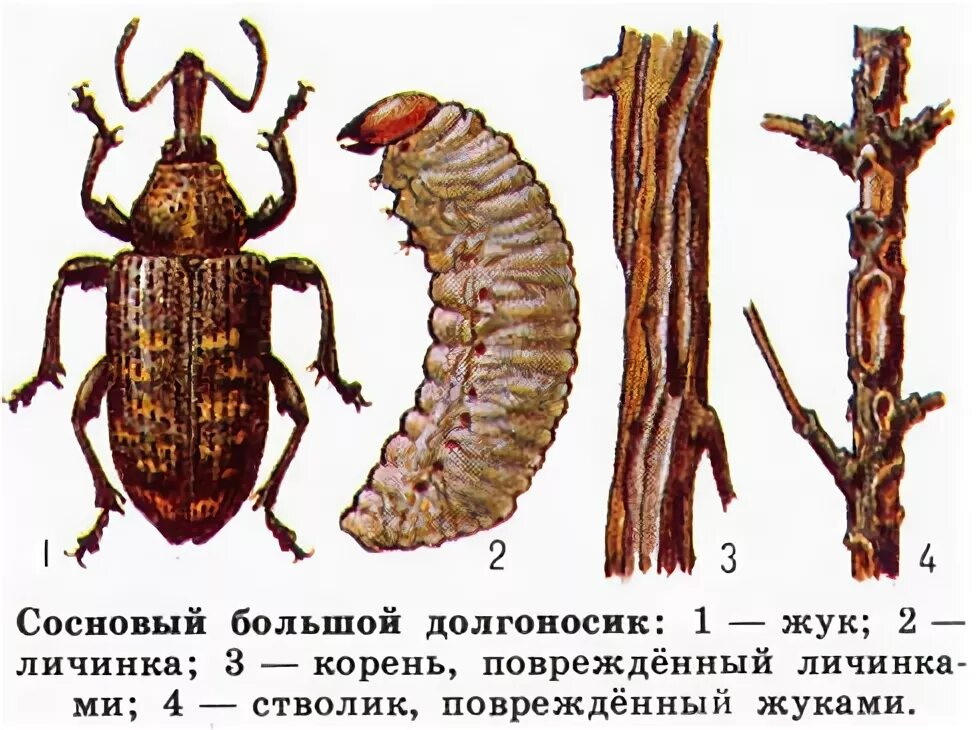 1
2
3
4
Сосновый большой долгоносик: 1 — жук; 2 —
личинка; 3 — корень, повреждённый личинка-
ми; 4 — стволик, повреждённый жуками.